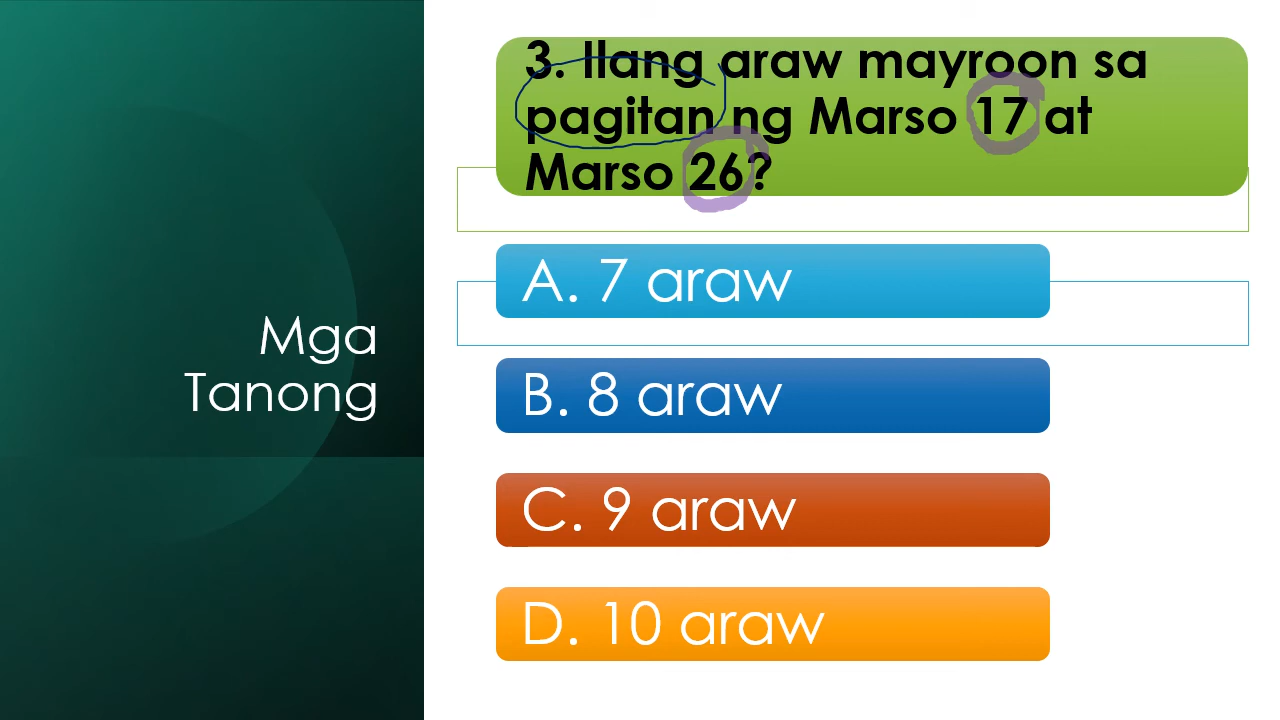 Mga
Tanong
3. Ilang araw mayroon sa
pagitan ng Marso 17 at
Marso 26?
A. 7 araw
B. 8 araw
C. 9 araw
D. 10 araw